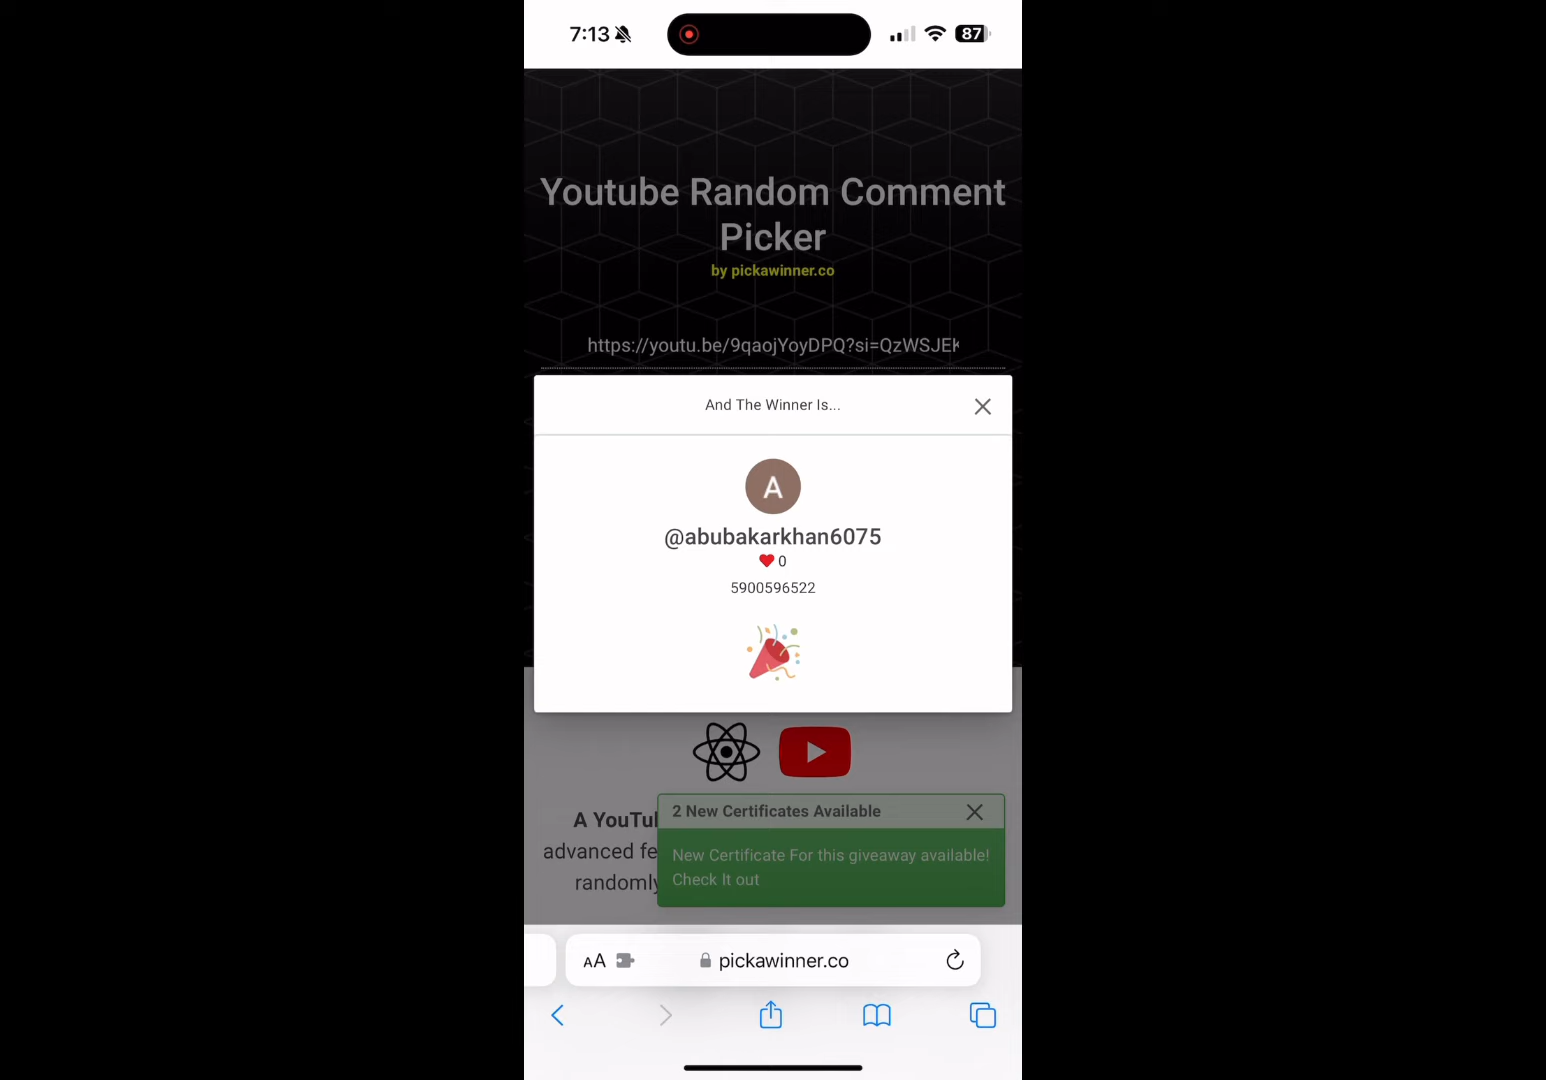 7:13
87
Youtube Random Comment
Picker
by pickawinner.co
https://youtu.be/9qaojYoyDPQ?si=QzWSJEK
And The Winner Is...
A
@abubakarkhan6075
0
5900596522
A YouTu
advanced fe
randomly
2 New Certificates Available
New Certificate For this giveaway available!
Check It out
AA
pickawinner.co